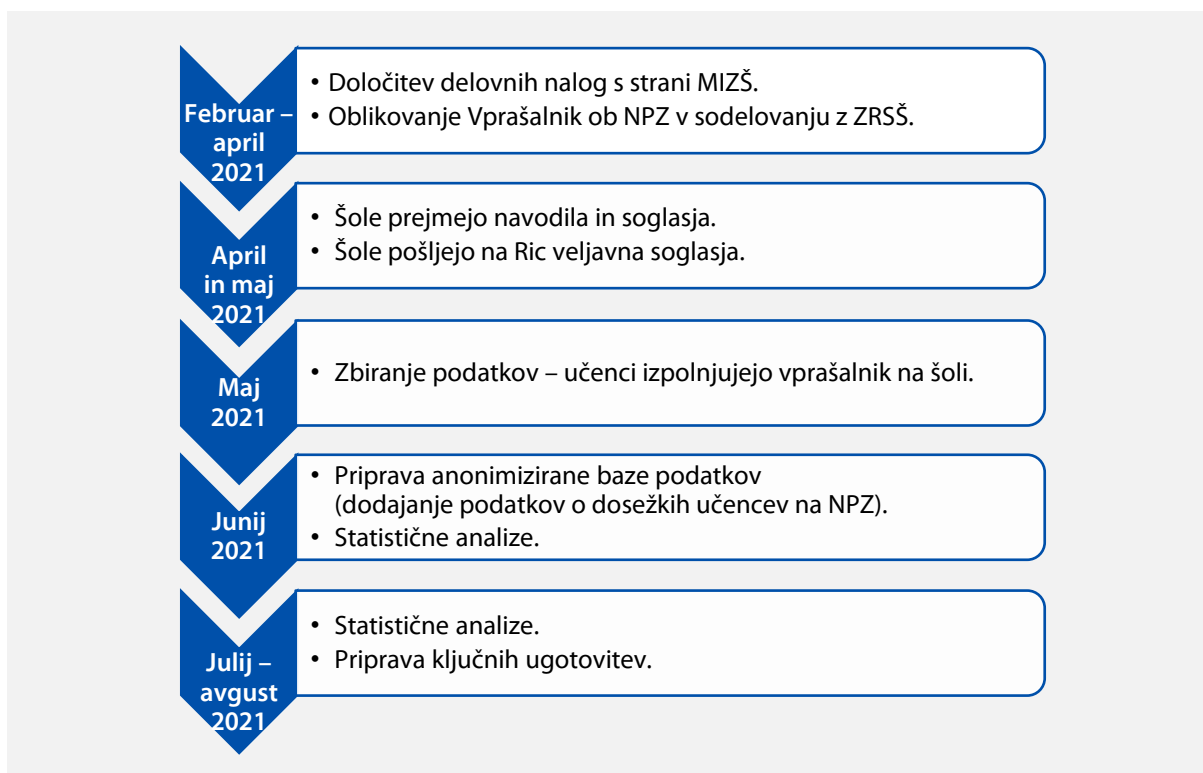 Februar –
april
2021
• Določitev delovnih nalog s strani MIZŠ.
• Oblikovanje Vprašalnik ob NPZ v sodelovanju z ZRSŠ.
April
in maj
2021
• Šole prejmejo navodila in soglasja.
• Šole pošljejo na Ric veljavna soglasja.
Maj
2021
• Zbiranje podatkov – učenci izpolnjujejo vprašalnik na šoli.
Junij
2021
• Priprava anonimizirane baze podatkov
(dodajanje podatkov o dosežkih učencev na NPZ).
• Statistične analize.
Julij –
avgust
2021
• Statistične analize.
• Priprava ključnih ugotovitev.